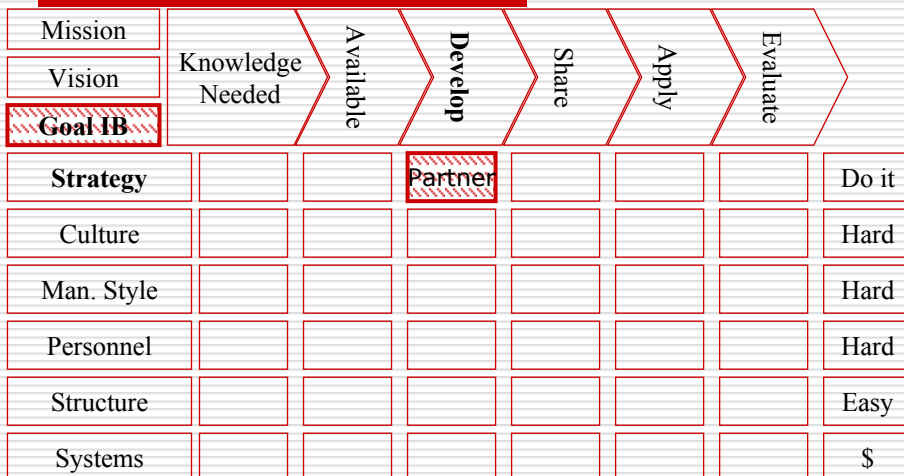 Mission
Vision
Goal IB
Knowledge
Needed
Available
Develop
Share
Apply
Evaluate
Strategy
Partner
Do it
Culture
Hard
Man. Style
Hard
Personnel
Hard
Structure
Easy
Systems
$